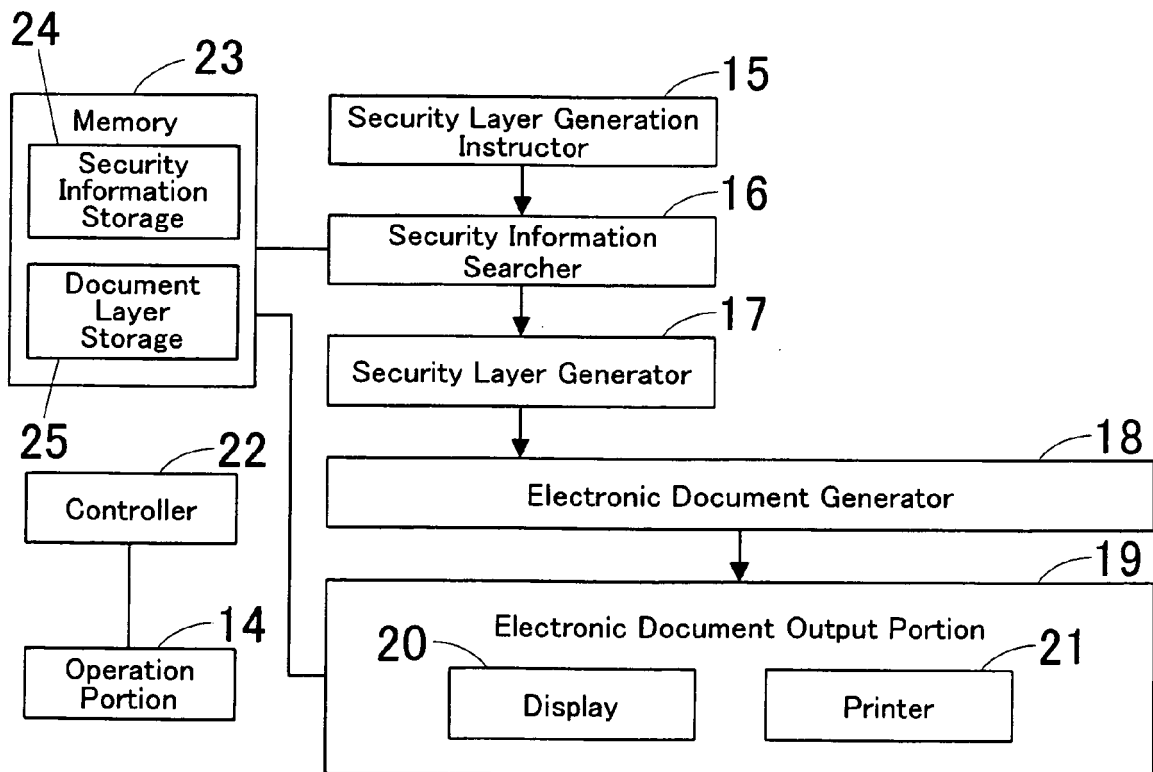 24
23
Memory
Security
Information
Storage
Document
Layer
Storage
25
15
Security Layer Generation
Instructor
16
Security Information
Searcher
17
Security Layer Generator
18
Electronic Document Generator
22
Controller
14
Operation
Portion
19
Electronic Document Output Portion
20
Display
21
Printer